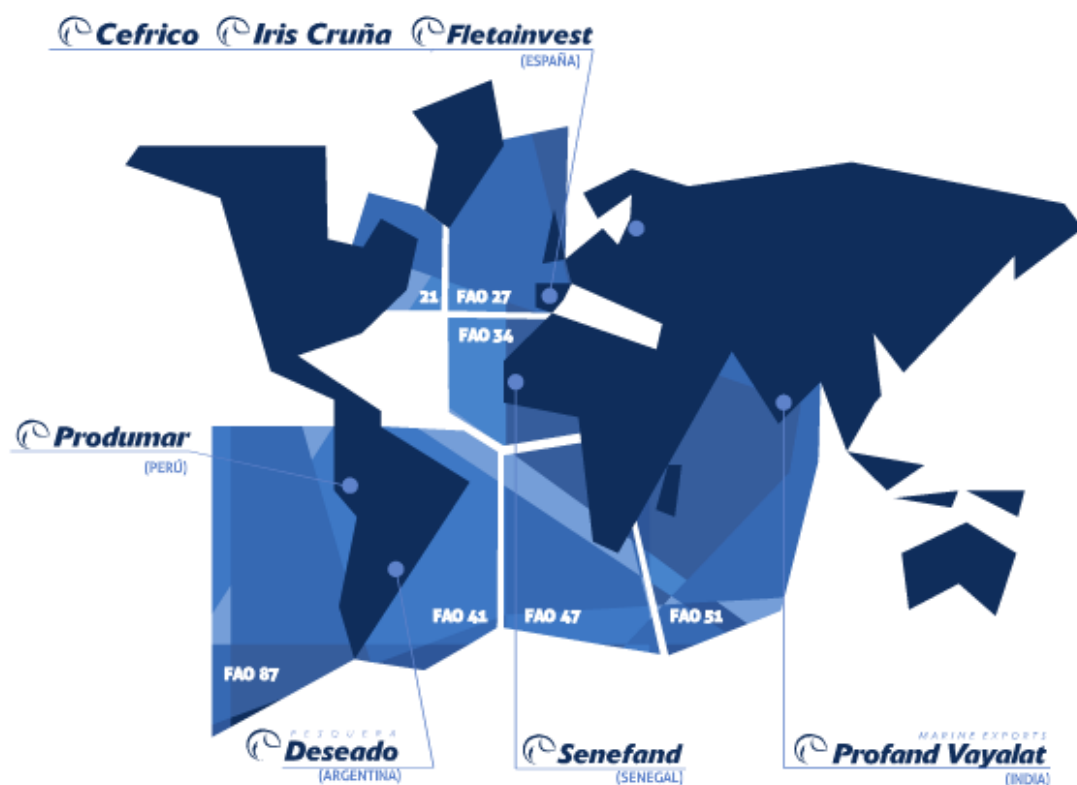 Cefrico Iris Cruña Fletainvest
(ESPAÑA)
21 FAO 27
FAO 34
Produmar
(PERÚ)
FAO 41 FAO 47 FAO 51
FAO 87
PESQUERA
Deseado
(ARGENTINA)
Senefand
(SENEGAL)
MARINE EXPORTS
Profand Vayalat
(INDIA)